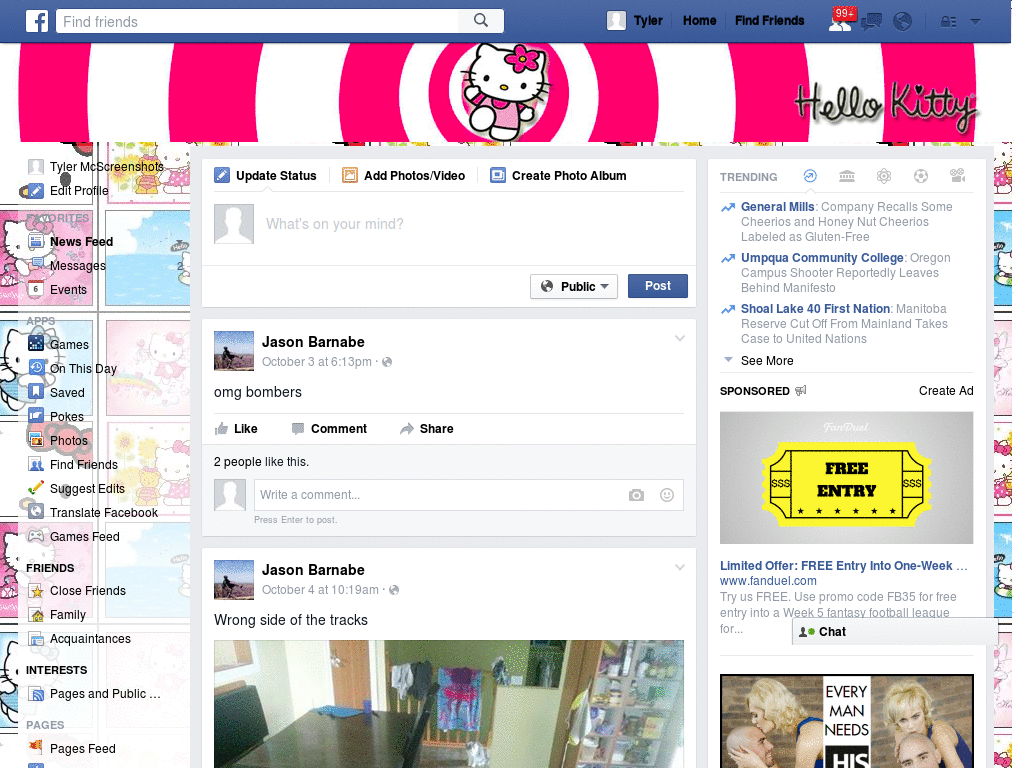 Find friends
Tyler
Home
Find Friends
99+
Hello Kitty
Tyler McScreenshots
Edit Profile
FAVORITES
News Feed
Messages
2
Events
6
APPS
Games
On This Day
Saved
Pokes
Photos
Find Friends
Suggest Edits
Translate Facebook
Games Feed
FRIENDS
Close Friends
Family
Acquaintances
INTERESTS
Pages and Public ...
PAGES
Pages Feed
Update Status
Add Photos/Video
Create Photo Album
What's on your mind?
Public
Post
Jason Barnabe
October 3 at 6:13pm ·
omg bombers
Like
Comment
Share
2 people like this.
Write a comment...
Press Enter to post.
Jason Barnabe
October 4 at 10:19am ·
Wrong side of the tracks
TRENDING
General Mills: Company Recalls Some
Cheerios and Honey Nut Cheerios
Labeled as Gluten-Free
Umpqua Community College: Oregon
Campus Shooter Reportedly Leaves
Behind Manifesto
Shoal Lake 40 First Nation: Manitoba
Reserve Cut Off From Mainland Takes
Case to United Nations
See More
SPONSORED
Create Ad
FanDuel
$$$
FREE
ENTRY
$$$
Limited Offer: FREE Entry Into One-Week ...
www.fanduel.com
Try us FREE. Use promo code FB35 for free
entry into a Week 5 fantasy football league
for...
Chat
EVERY
MAN
NEEDS
HIS